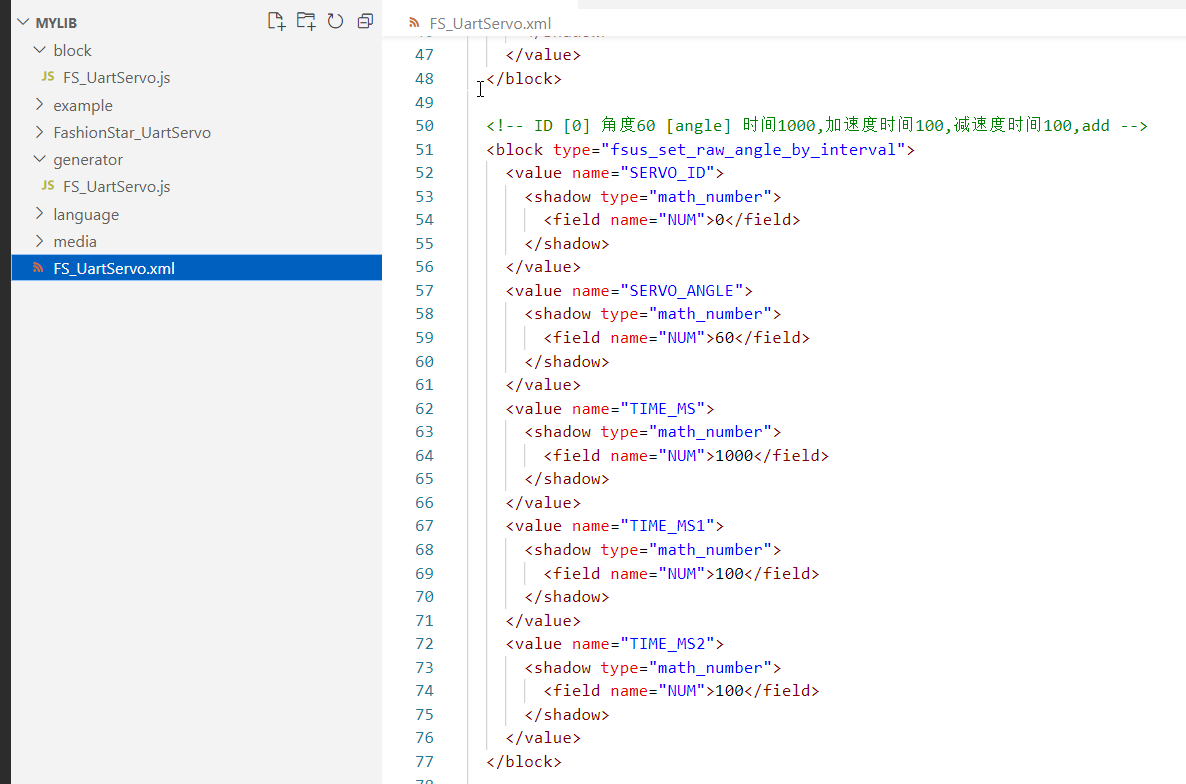 MYLIB
block
JS FS_UartServo.js
example
FashionStar_UartServo
generator
JS FS_UartServo.js
language
media
FS_UartServo.xml
FS_UartServo.xml
47 </value>
48 </block>
49
50 <!-- ID [0] 角度60 [angle] 时间1000,加速度时间100,减速度时间100,add -->
51 <block type="fsus_set_raw_angle_by_interval">
52 <value name="SERVO_ID">
53 <shadow type="math_number">
54 <field name="NUM">0</field>
55 </shadow>
56 </value>
57 <value name="SERVO_ANGLE">
58 <shadow type="math_number">
59 <field name="NUM">60</field>
60 </shadow>
61 </value>
62 <value name="TIME_MS">
63 <shadow type="math_number">
64 <field name="NUM">1000</field>
65 </shadow>
66 </value>
67 <value name="TIME_MS1">
68 <shadow type="math_number">
69 <field name="NUM">100</field>
70 </shadow>
71 </value>
72 <value name="TIME_MS2">
73 <shadow type="math_number">
74 <field name="NUM">100</field>
75 </shadow>
76 </value>
77 </block>